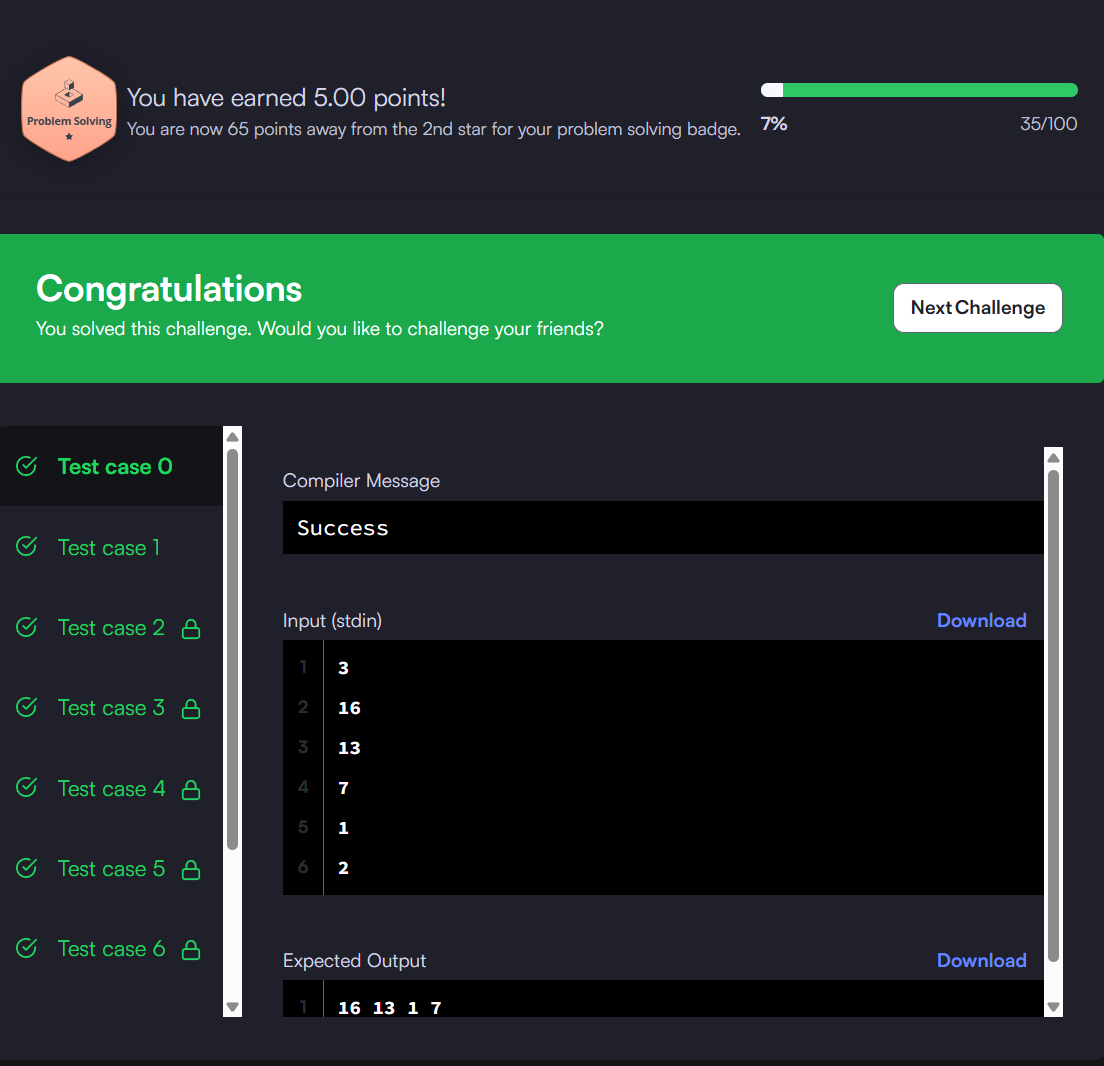 Problem Solving
You have earned 5.00 points!
You are now 65 points away from the 2nd star for your problem solving badge.
7%
35/100
Congratulations
You solved this challenge. Would you like to challenge your friends?
Next Challenge
Test case 0
Test case 1
Test case 2
Test case 3
Test case 4
Test case 5
Test case 6
Compiler Message
Success
Input (stdin)
Download
1 3
2 16
3 13
4 7
5 1
6 2
Expected Output
Download
1 16 13 1 7